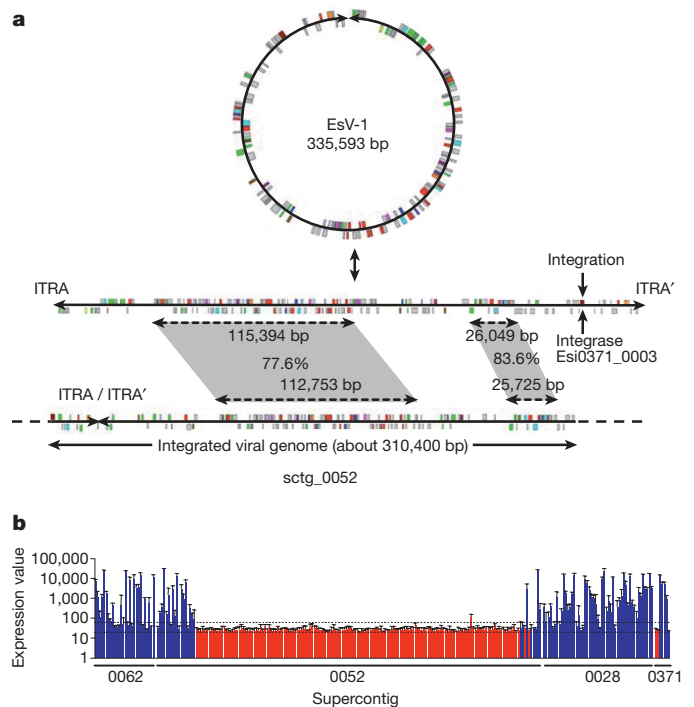 a
EsV-1
335,593 bp
Integration
ITRA
ITRA′
Integrase
Esi0371_0003
115,394 bp
26,049 bp
77.6%
83.6%
112,753 bp
25,725 bp
ITRA / ITRA′
Integrated viral genome (about 310,400 bp)
sctg_0052
b
Expression value
100,000
10,000
1,000
100
10
1
0062
0052
0028
0371
Supercontig